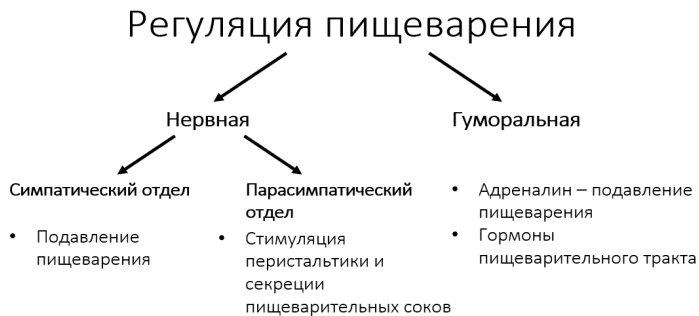 Регуляция пищеварения
Нервная
Гуморальная
Симпатический отдел
• Подавление
пищеварения
Парасимпатический
отдел
• Стимуляция
перистальтики и
секреции
пищеварительных соков
• Адреналин – подавление
пищеварения
• Гормоны
пищеварительного тракта